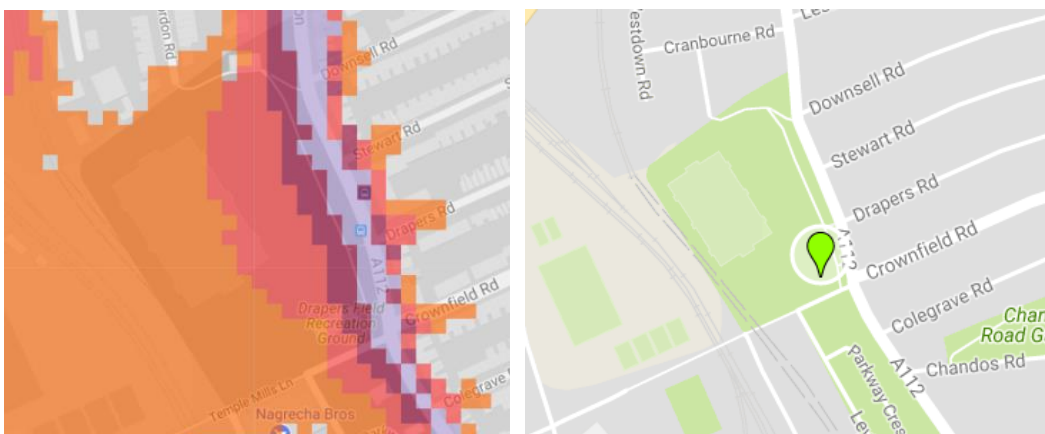 Downsell Rd
Stewart Rd
Drapers Rd
A112
Crownfield Rd
Drapers Field
Recreation
Ground
Colegrave Rd
Temple Mills Ln
Nagrecha Bros
Cranbourne Rd
Downsell Rd
Stewart Rd
Drapers Rd
A112
Crownfield Rd
Colegrave Rd
Chandos Rd
A112
Parkway Cres
Road G